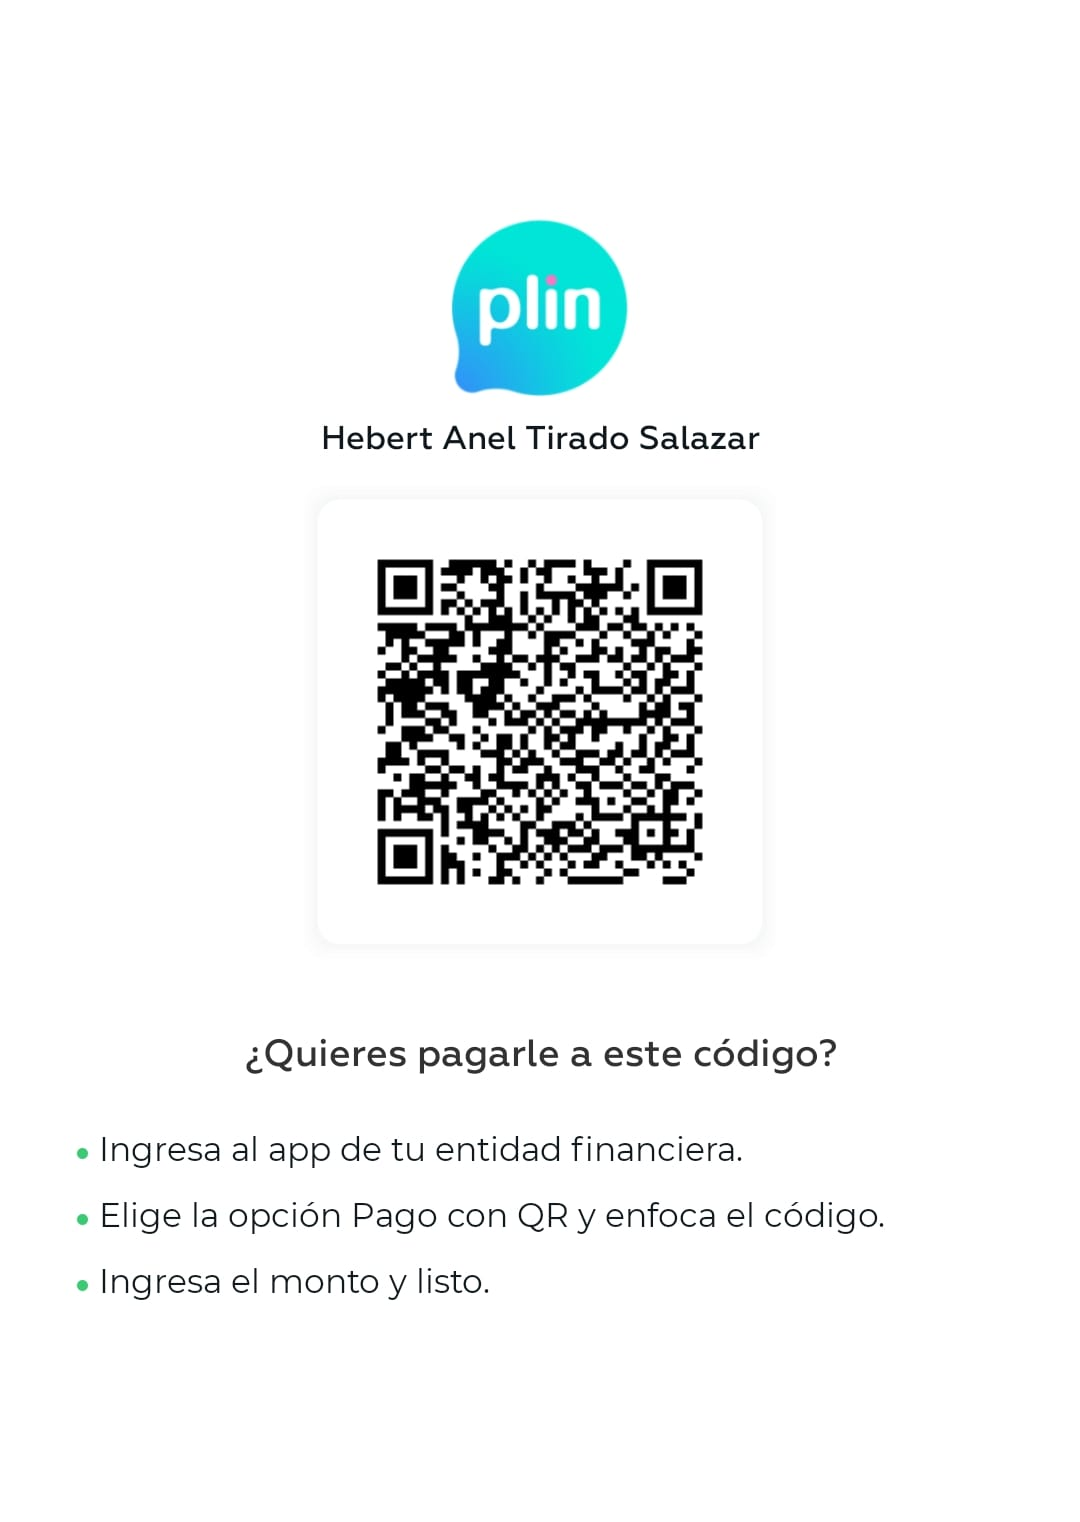 plin
Hebert Anel Tirado Salazar
¿Quieres pagarle a este código?
• Ingresa al app de tu entidad financiera.
• Elige la opción Pago con QR y enfoca el código.
• Ingresa el monto y listo.